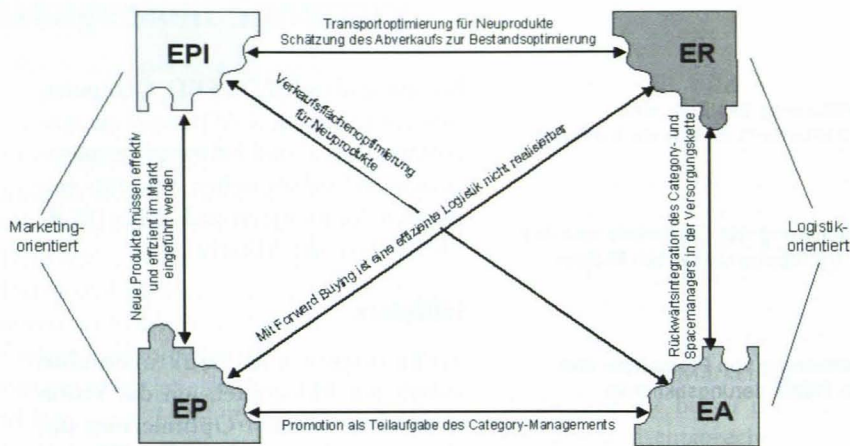 Transportoptimierung für Neuprodukte
Schätzung des Abverkaufs zur Bestandsoptimierung
EPI
ER
Verkaufsflächenoptimierung
für Neuprodukte
Mit Forward Buying ist eine effiziente Logistik nicht realisierbar
Neue Produkte müssen effektiv
und effizient im Markt
eingeführt werden
Rückwärtsintegration des Category- und
Spacemanagers in der Versorgungskette
Marketing-
orientiert
Logistik-
orientiert
EP
EA
Promotion als Teilaufgabe des Category-Managements